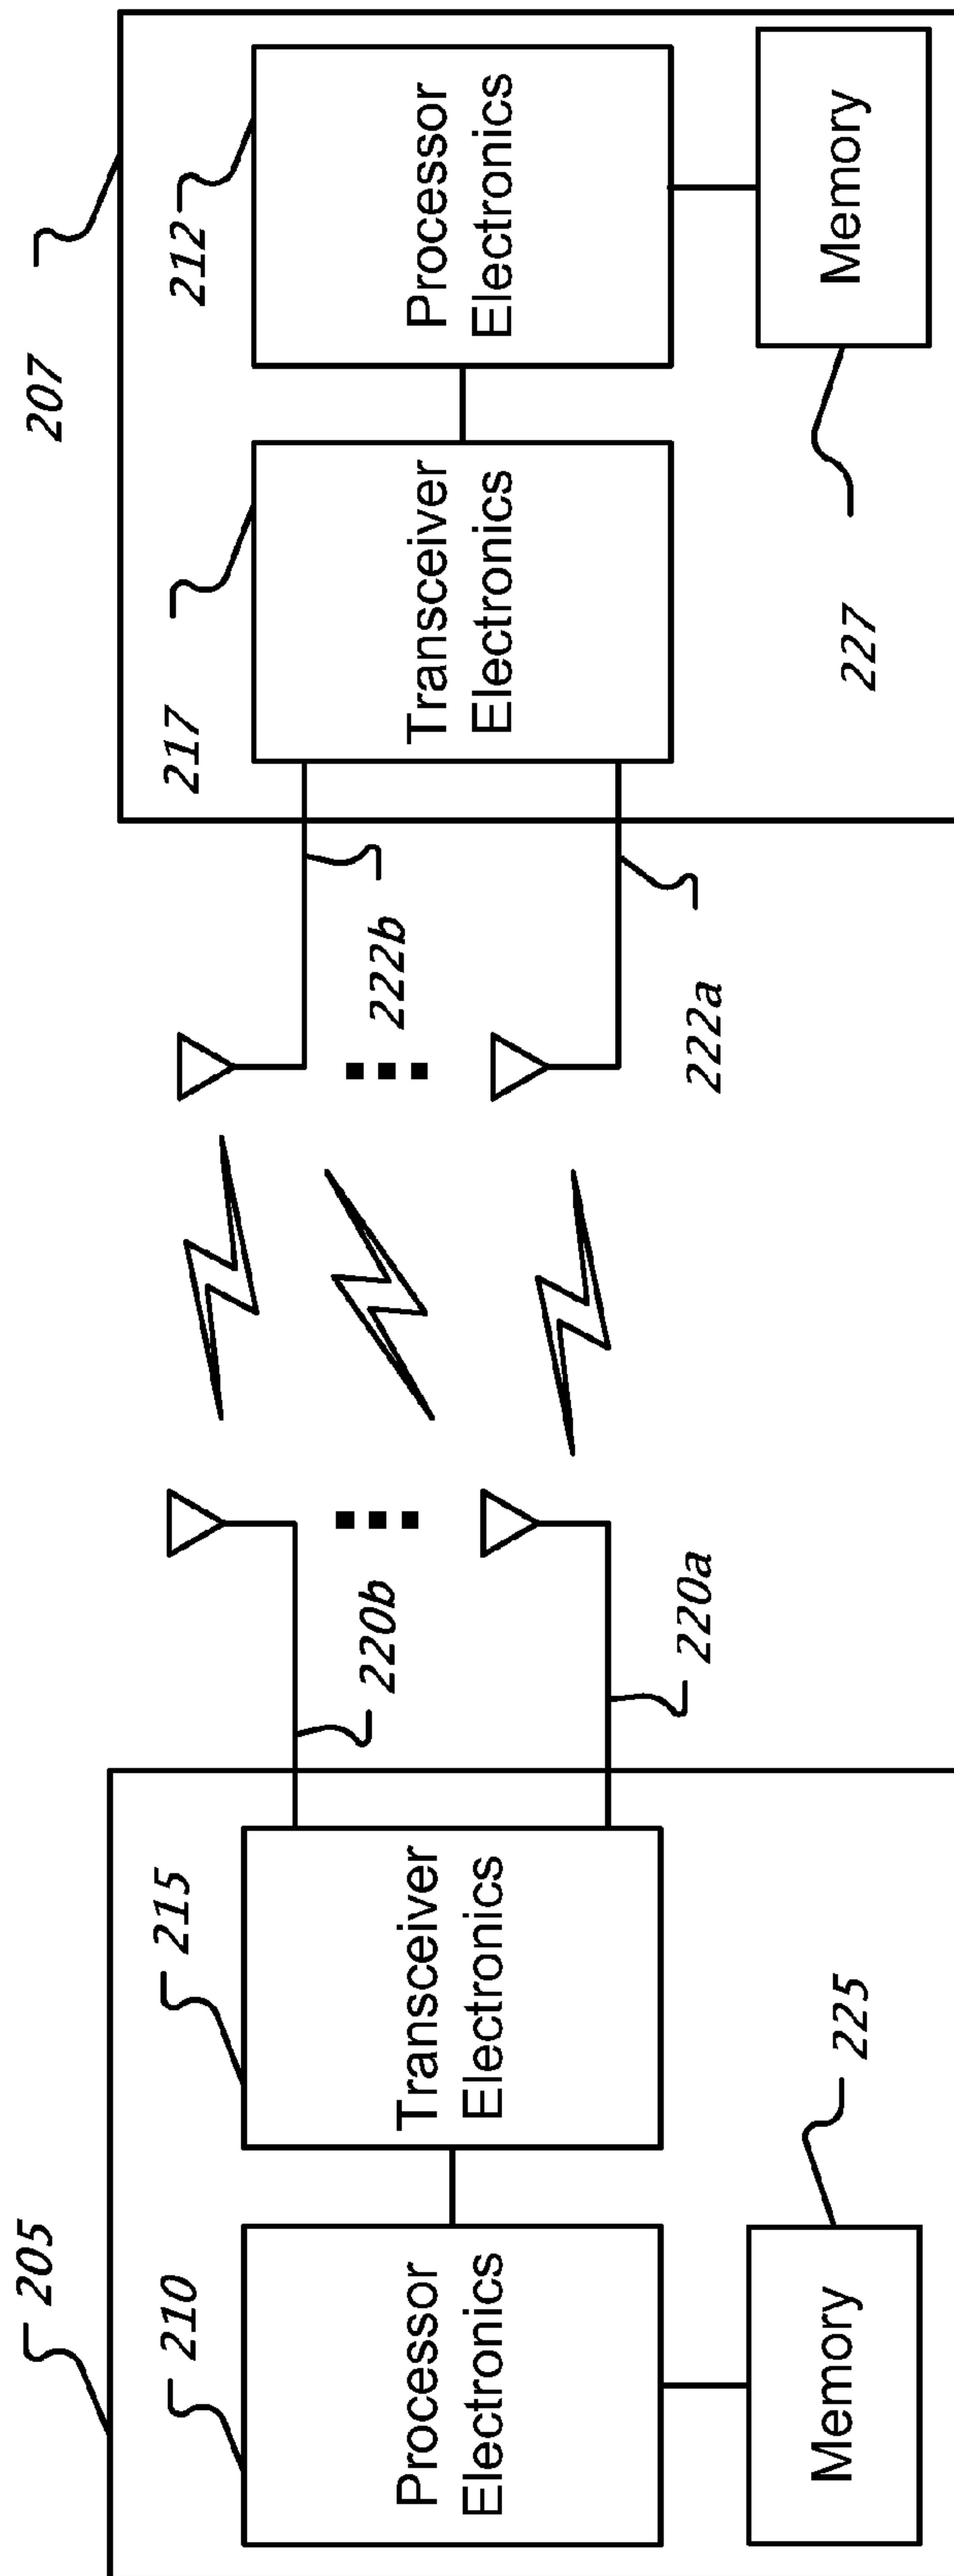 205
207
210
215
217
212
Processor
Electronics
Transceiver
Electronics
Transceiver
Electronics
Processor
Electronics
220b
222b
220a
222a
Memory
225
227
Memory